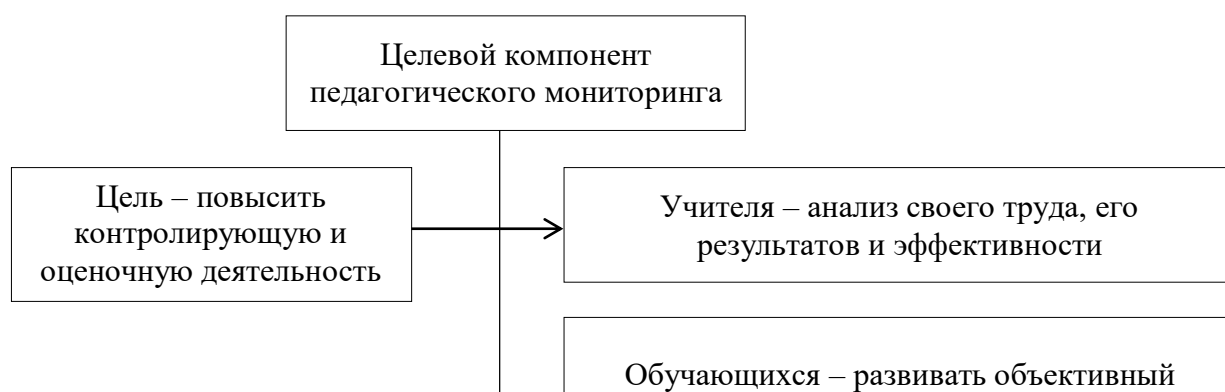 Целевой компонент
педагогического мониторинга
Цель – повысить
контролирующую и
оценочную деятельность
Учителя – анализ своего труда, его
результатов и эффективности
Обучающихся – развивать объективный